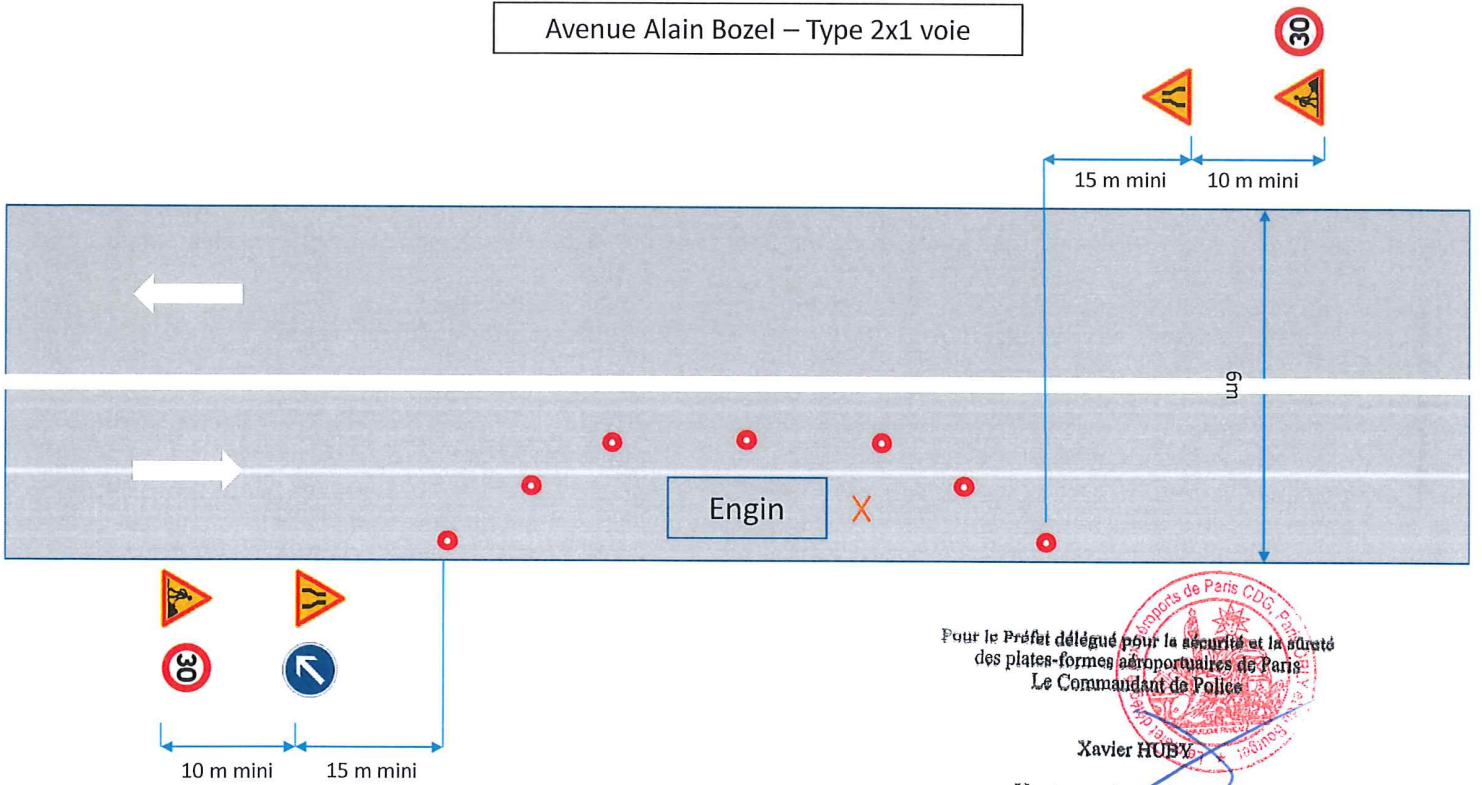 Avenue Alain Bozel – Type 2x1 voie
30
15 m mini
10 m mini
6m
Engin
30
10 m mini
15 m mini
Pour le Préfet délégué pour la sécurité et la sûreté
des plates-formes aéroportuaires de Paris
Le Commandant de Police
Xavier HUBY